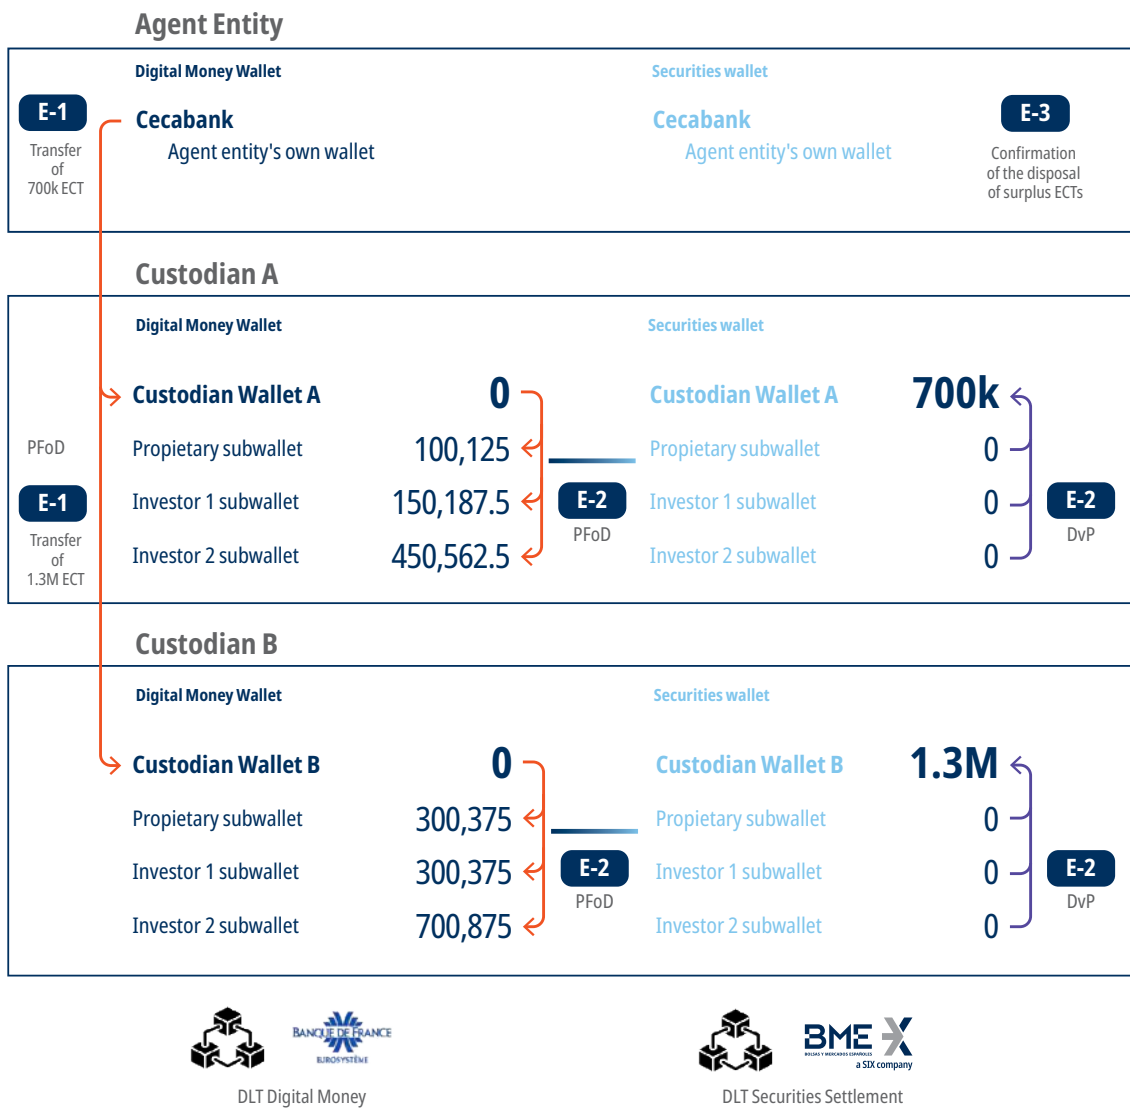 Agent Entity
Digital Money Wallet
Securities wallet
E-1
Transfer
of
700k ECT
Cecabank
Agent entity's own wallet
Cecabank
Agent entity's own wallet
E-3
Confirmation
of the disposal
of surplus ECTs
Custodian A
Digital Money Wallet
Securities wallet
Custodian Wallet A 0
Custodian Wallet A 700k
PFoD
Propietary subwallet 100,125
Propietary subwallet 0
E-1
Transfer
of
1.3M ECT
Investor 1 subwallet 150,187.5
E-2
PFoD
Investor 1 subwallet 0
E-2
DvP
Investor 2 subwallet 450,562.5
Investor 2 subwallet 0
Custodian B
Digital Money Wallet
Securities wallet
Custodian Wallet B 0
Custodian Wallet B 1.3M
Propietary subwallet 300,375
Propietary subwallet 0
Investor 1 subwallet 300,375
E-2
PFoD
Investor 1 subwallet 0
E-2
DvP
Investor 2 subwallet 700,875
Investor 2 subwallet 0
BANQUE DE FRANCE
EUROSYSTÈME
BME X
BOLSAS Y MERCADOS ESPAÑOLES
a SIX company
DLT Digital Money
DLT Securities Settlement